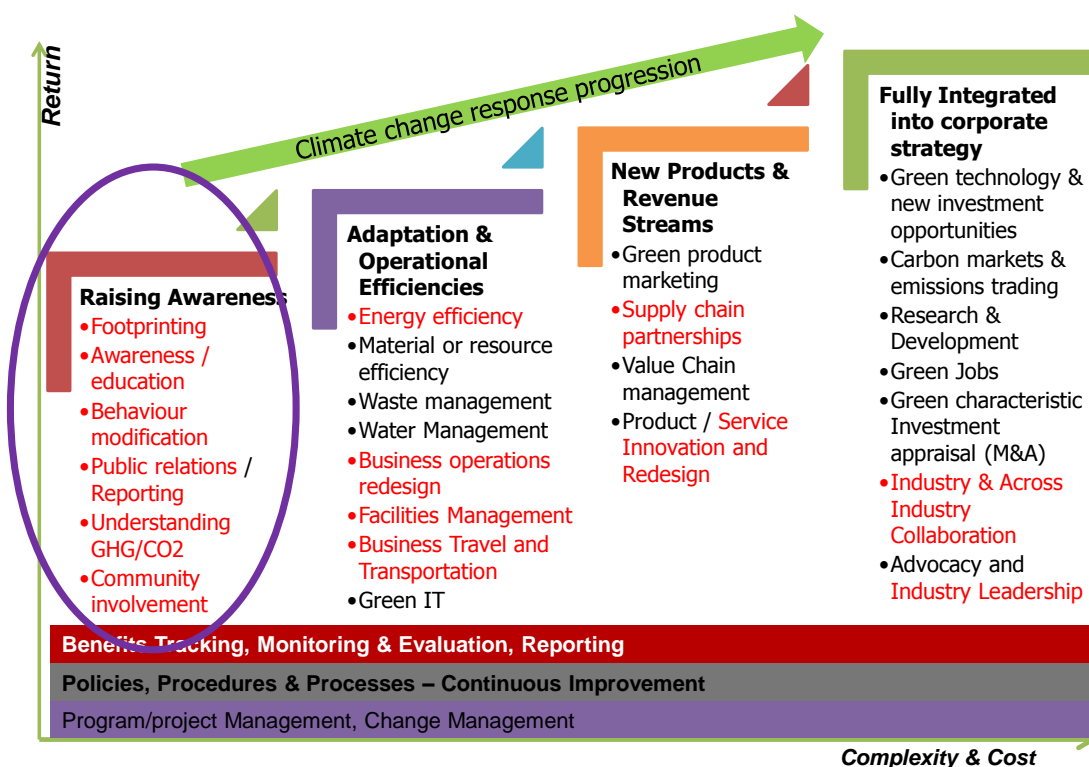 Return
Climate change response progression
Raising Awareness
•Footprinting
•Awareness /
education
•Behaviour
modification
•Public relations /
Reporting
•Understanding
GHG/CO2
•Community
involvement
Adaptation &
Operational
Efficiencies
•Energy efficiency
•Material or resource
efficiency
•Waste management
•Water Management
•Business operations
redesign
•Facilities Management
•Business Travel and
Transportation
•Green IT
New Products &
Revenue
Streams
•Green product
marketing
•Supply chain
partnerships
•Value Chain
management
•Product / Service
Innovation and
Redesign
Fully Integrated
into corporate
strategy
•Green technology &
new investment
opportunities
•Carbon markets &
emissions trading
•Research &
Development
•Green Jobs
•Green characteristic
Investment
appraisal (M&A)
•Industry & Across
Industry
Collaboration
•Advocacy and
Industry Leadership
Benefits Tracking, Monitoring & Evaluation, Reporting
Policies, Procedures & Processes – Continuous Improvement
Program/project Management, Change Management
Complexity & Cost